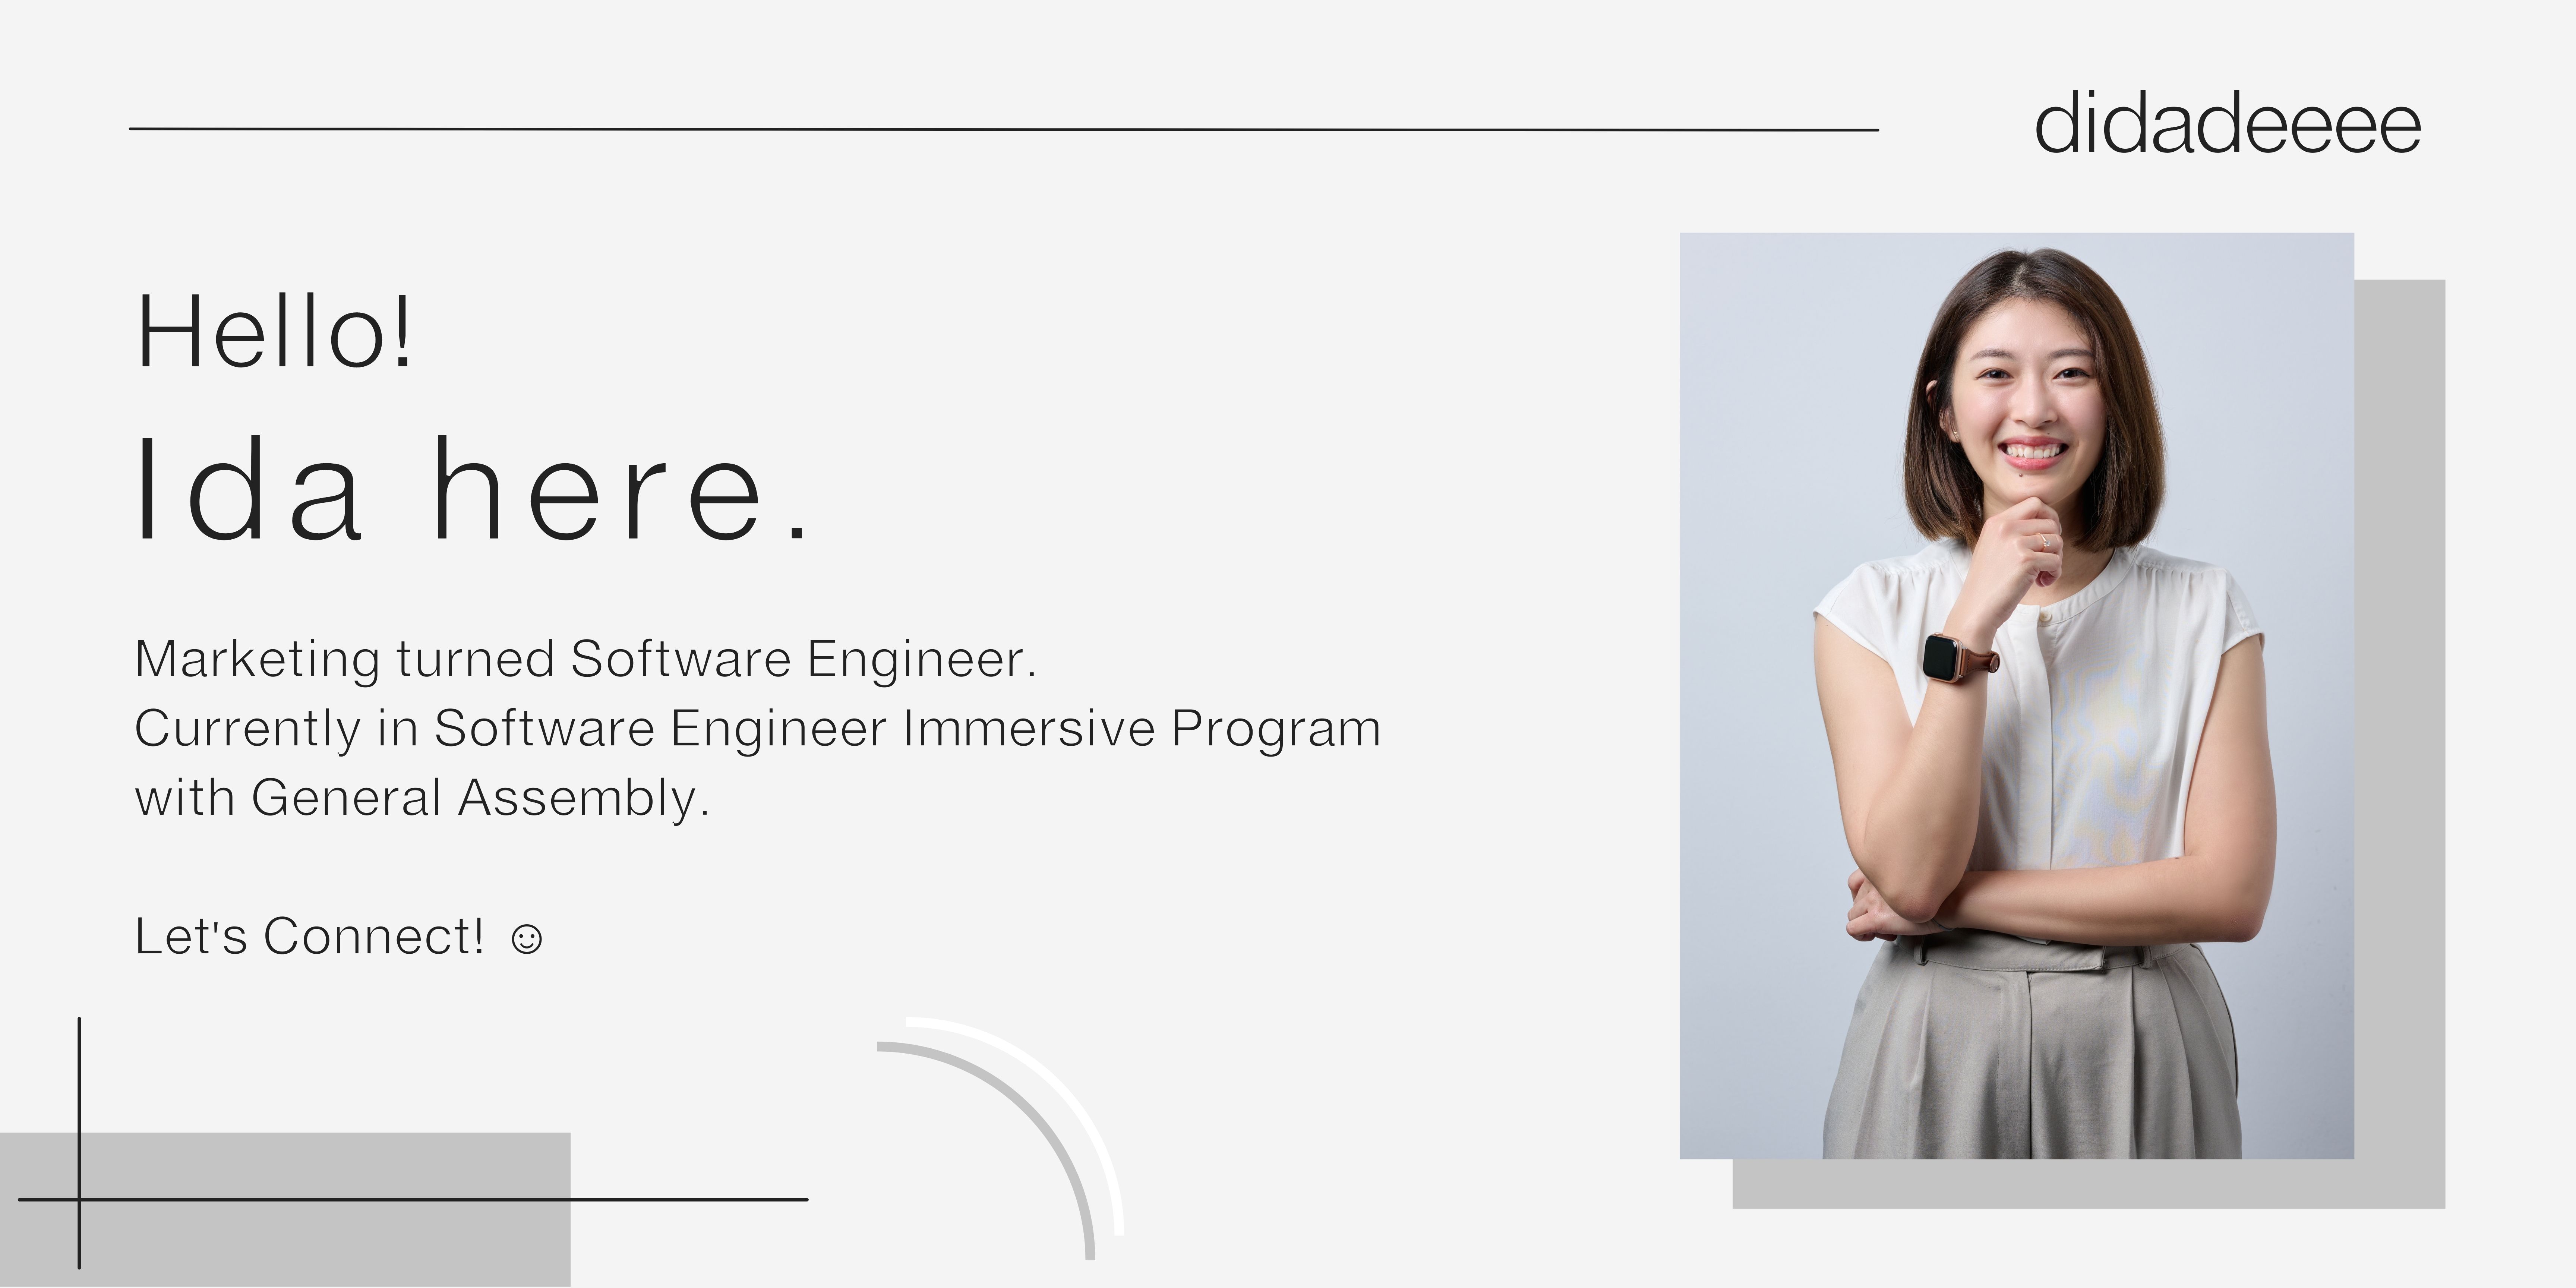 didadeeee
Hello!
Ida here.
Marketing turned Software Engineer.
Currently in Software Engineer Immersive Program
with General Assembly.
Let's Connect! ☺